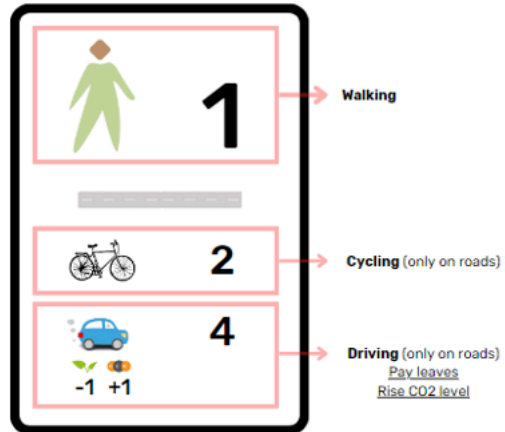 1
Walking
2
Cycling (only on roads)
4
Driving (only on roads)
Pay leaves
-1 +1
Rise CO2 level